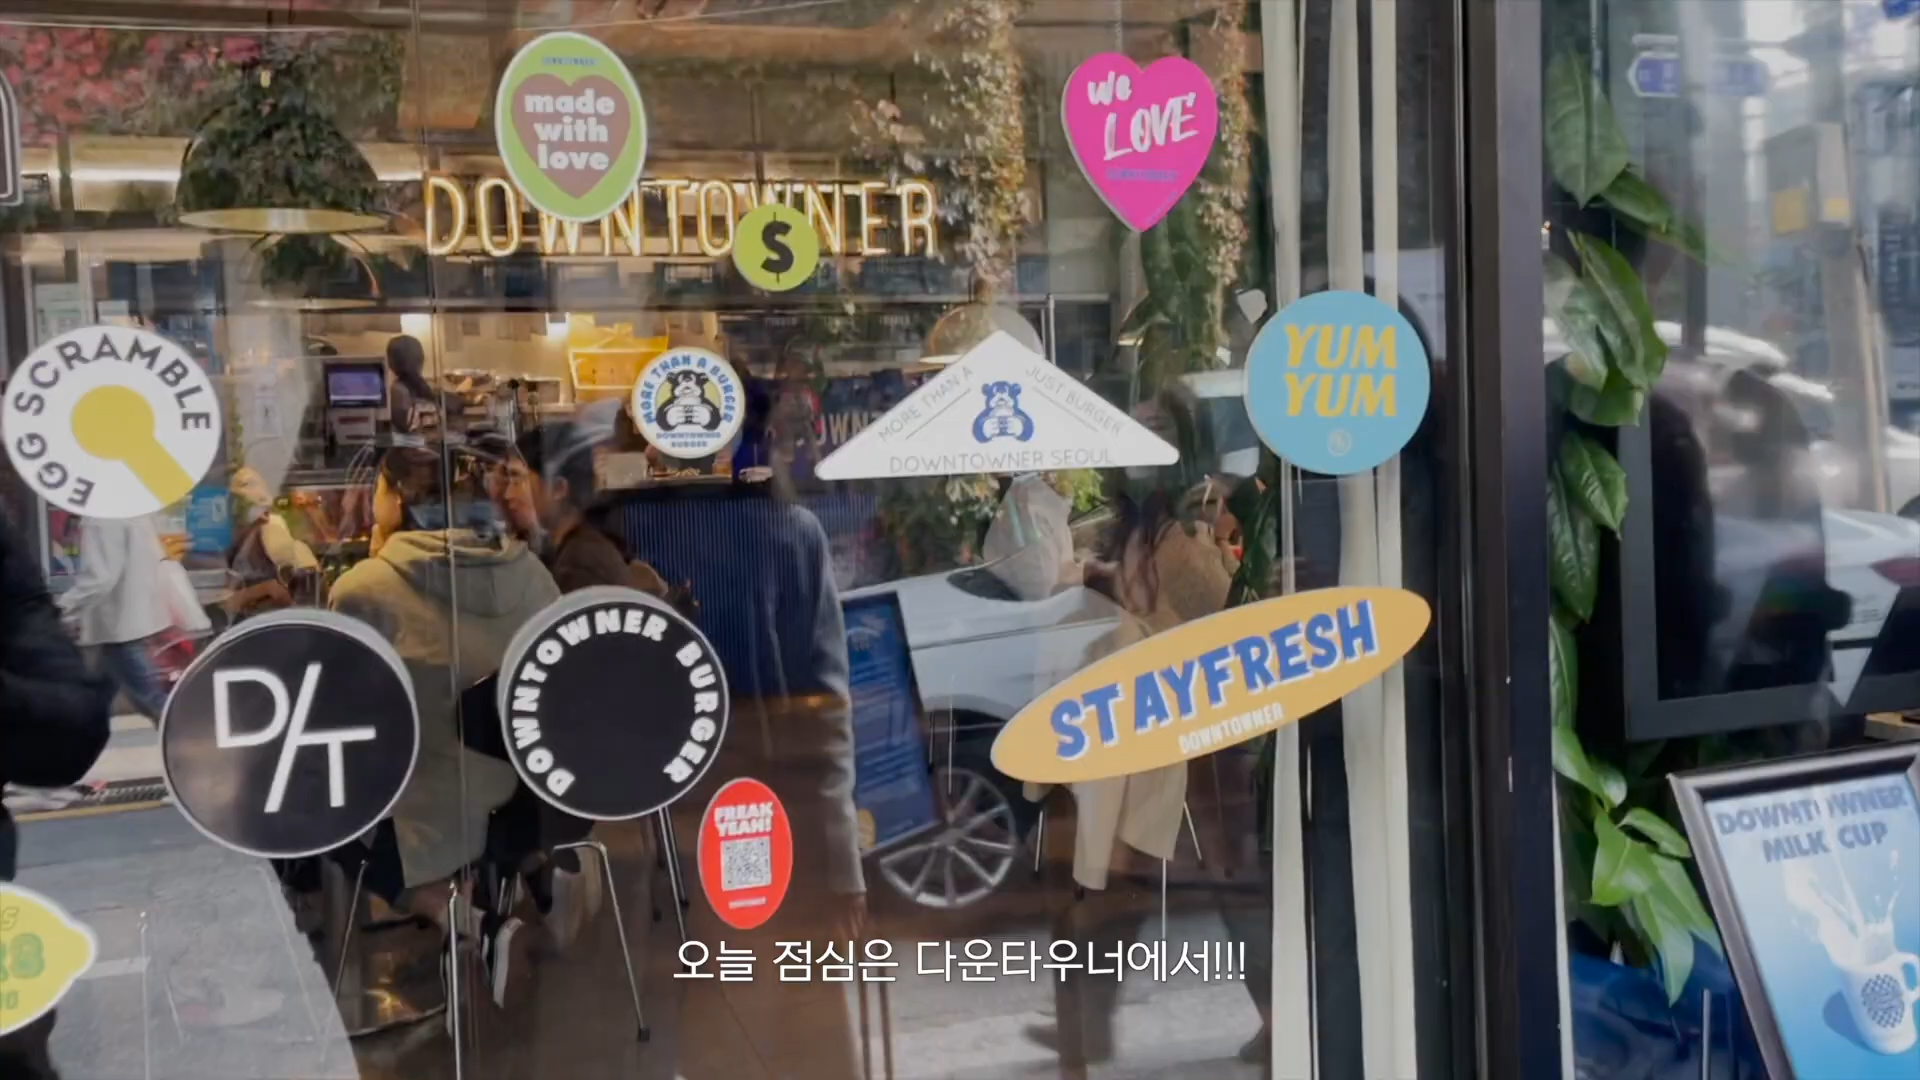 made
with
love
We
LOVE
DOWNTOWNER
$
EGG SCRAMBLE
MORE THAN A BURGER
DOWNTOWNER
BURGER
MORE THAN A
JUST BURGER
DOWNTOWNER SEOUL
YUM
YUM
D/T
DOWNTOWNER BURGER
STAYFRESH
DOWNTOWNER
FREAK
YEAH!
DOWNTOWNER
MILK CUP
오늘 점심은 다운타우너에서!!!